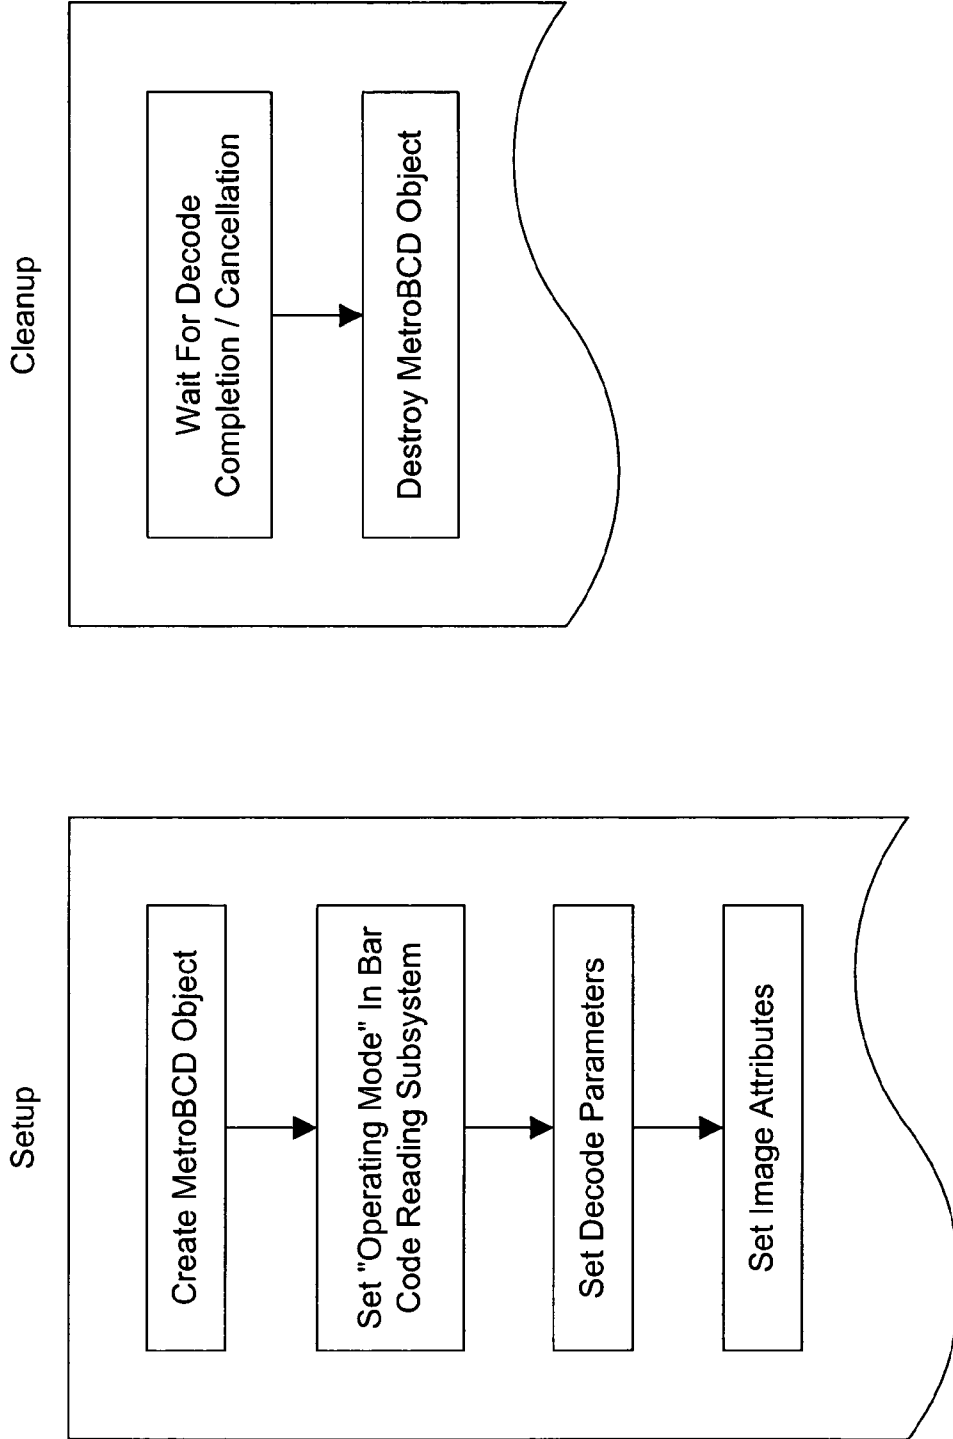 Setup
Create MetroBCD Object
Set "Operating Mode" In Bar
Code Reading Subsystem
Set Decode Parameters
Set Image Attributes
Cleanup
Wait For Decode
Completion / Cancellation
Destroy MetroBCD Object